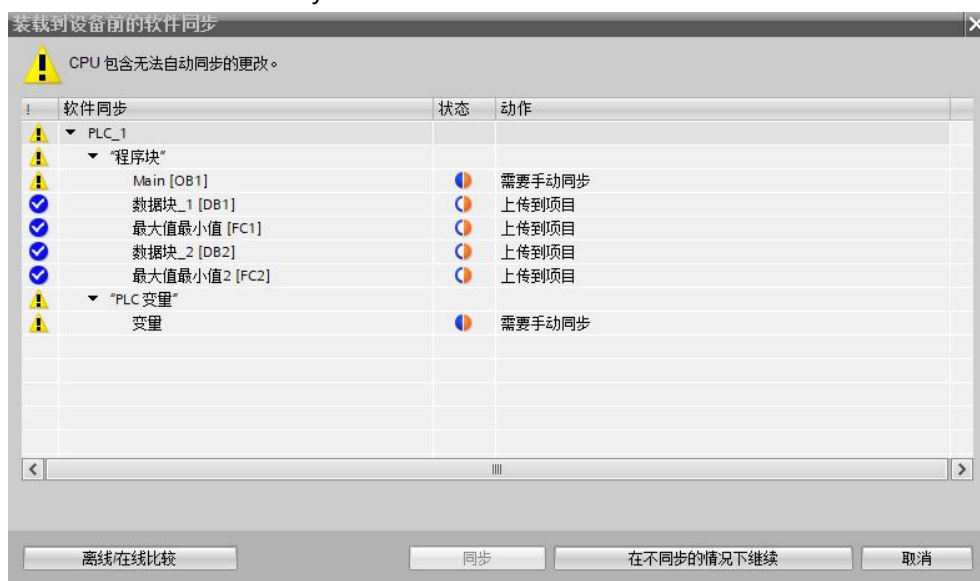 装载到设备前的软件同步
CPU 包含无法自动同步的更改。
! 软件同步 状态 动作
PLC_1
"程序块"
Main [OB1] 需要手动同步
数据块_1 [DB1] 上传到项目
最大值最小值 [FC1] 上传到项目
数据块_2 [DB2] 上传到项目
最大值最小值2 [FC2] 上传到项目
"PLC 变量"
变量 需要手动同步
离线/在线比较 同步 在不同步的情况下继续 取消